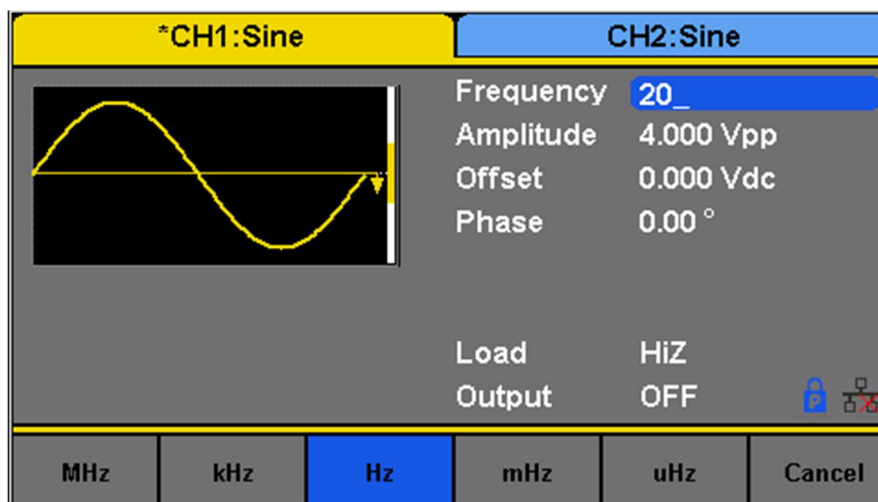 *CH1:Sine CH2:Sine
Frequency 20_
Amplitude 4.000 Vpp
Offset 0.000 Vdc
Phase 0.00 °
Load HiZ
Output OFF P
MHz kHz Hz mHz uHz Cancel